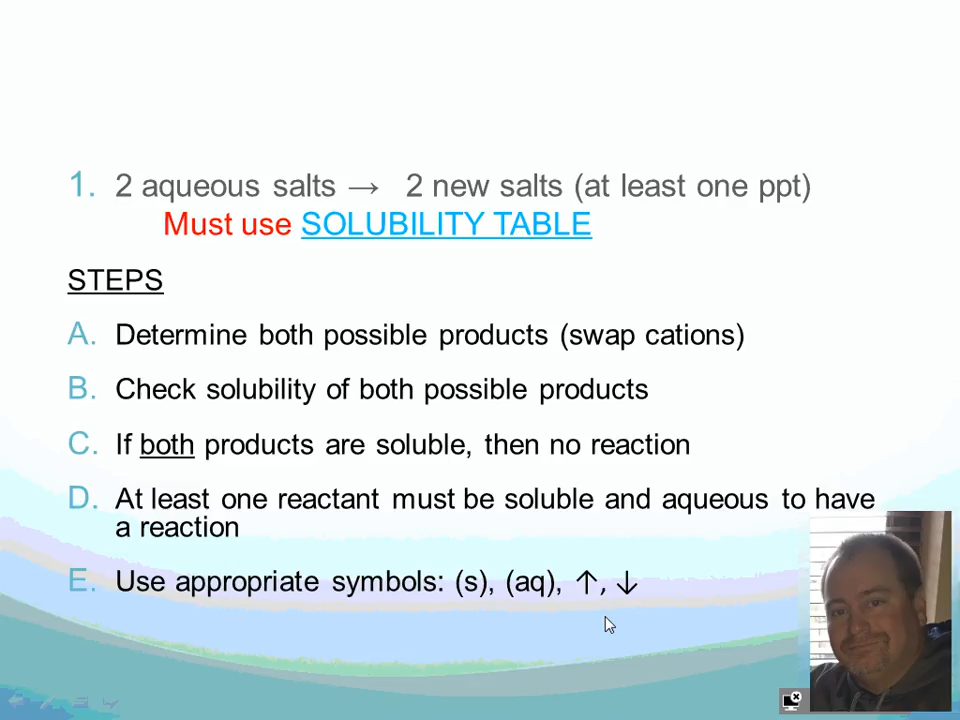 1. 2 aqueous salts → 2 new salts (at least one ppt)
Must use SOLUBILITY TABLE
STEPS
A. Determine both possible products (swap cations)
B. Check solubility of both possible products
C. If both products are soluble, then no reaction
D. At least one reactant must be soluble and aqueous to have
a reaction
E. Use appropriate symbols: (s), (aq), ↑, ↓